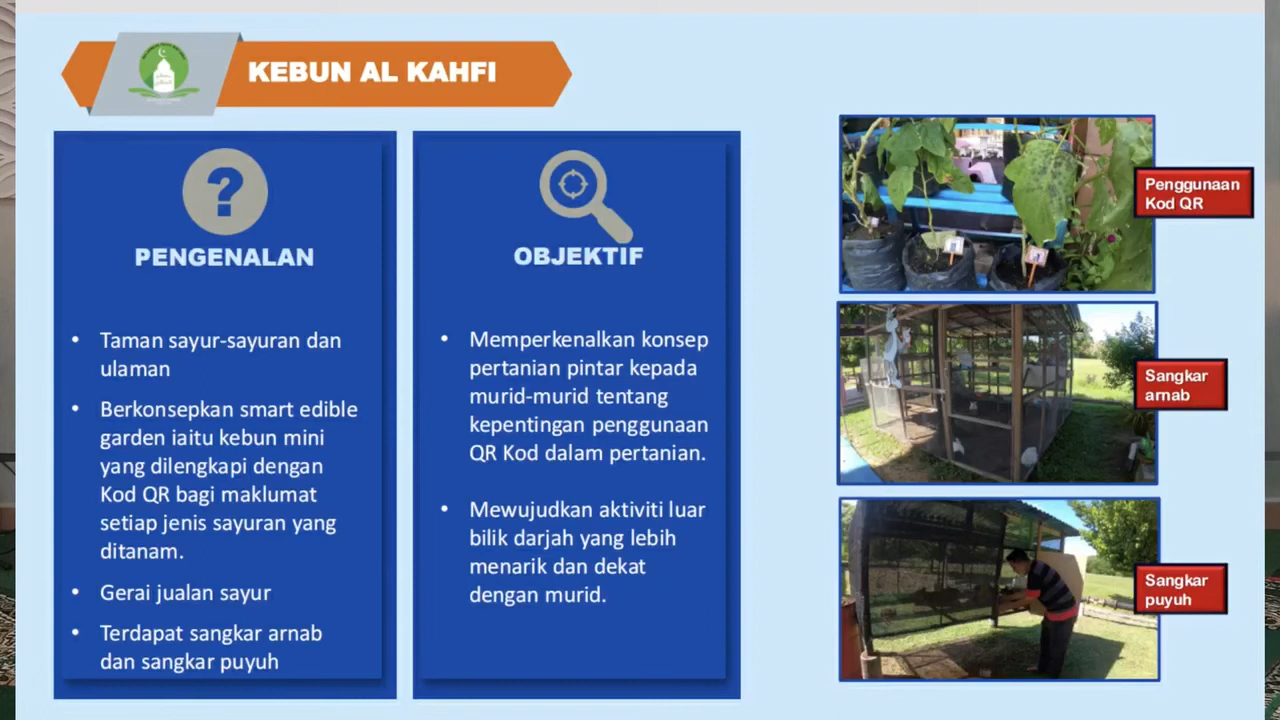 KEBUN AL KAHFI
PENGENALAN
• Taman sayur-sayuran dan
ulaman
• Berkonsepkan smart edible
garden iaitu kebun mini
yang dilengkapi dengan
Kod QR bagi maklumat
setiap jenis sayuran yang
ditanam.
• Gerai jualan sayur
• Terdapat sangkar arnab
dan sangkar puyuh
OBJEKTIF
• Memperkenalkan konsep
pertanian pintar kepada
murid-murid tentang
kepentingan penggunaan
QR Kod dalam pertanian.
• Mewujudkan aktiviti luar
bilik darjah yang lebih
menarik dan dekat
dengan murid.
Penggunaan
Kod QR
Sangkar
arnab
Sangkar
puyuh